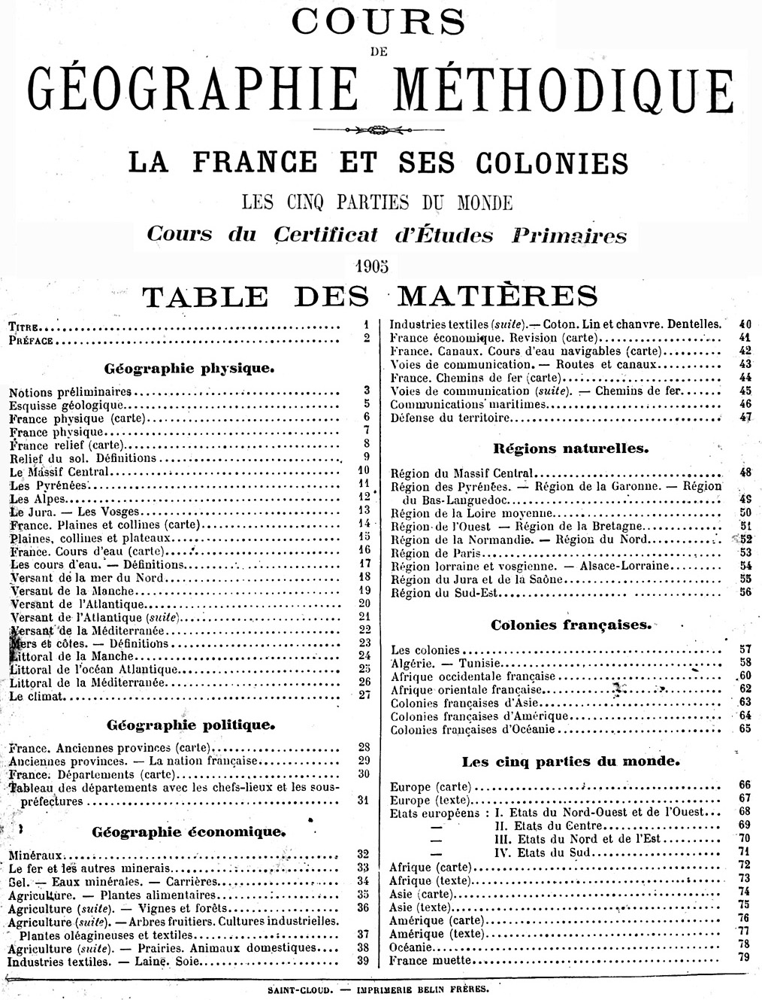 COURS
DE
GÉOGRAPHIE MÉTHODIQUE
LA FRANCE ET SES COLONIES
LES CINQ PARTIES DU MONDE
Cours du Certificat d'Études Primaires
1905
TABLE DES MATIÈRES
TITRE........ 1
PRÉFACE........ 2
Géographie physique.
Notions préliminaires........ 3
Esquisse géologique........ 5
France physique (carte)........ 6
France physique........ 7
France relief (carte)........ 8
Relief du sol. Définitions........ 9
Le Massif Central........ 10
Les Pyrénées........ 11
Les Alpes........ 12
Le Jura. — Les Vosges........ 13
France. Plaines et collines (carte)........ 14
Plaines, collines et plateaux........ 15
France. Cours d'eau (carte)........ 16
Les cours d'eau. — Définitions........ 17
Versant de la mer du Nord........ 18
Versant de la Manche........ 19
Versant de l'Atlantique........ 20
Versant de l'Atlantique (suite)........ 21
Versant de la Méditerranée........ 22
Mers et côtes. — Définitions........ 23
Littoral de la Manche........ 24
Littoral de l'océan Atlantique........ 25
Littoral de la Méditerranée........ 26
Le climat........ 27
Géographie politique.
France. Anciennes provinces (carte)........ 28
Anciennes provinces. — La nation française........ 29
France. Départements (carte)........ 30
Tableau des départements avec les chefs-lieux et les sous-
préfectures........ 31
Géographie économique.
Minéraux........ 32
Le fer et les autres minerais........ 33
Sel. — Eaux minérales. — Carrières........ 34
Agriculture. — Plantes alimentaires........ 35
Agriculture (suite). — Vignes et forêts........ 36
Agriculture (suite). — Arbres fruitiers. Cultures industrielles.
Plantes oléagineuses et textiles........ 37
Agriculture (suite). — Prairies. Animaux domestiques.... 38
Industries textiles. — Laine. Soie........ 39
Industries textiles (suite). — Coton. Lin et chanvre. Dentelles. 40
France économique. Revision (carte)........ 41
France. Canaux. Cours d'eau navigables (carte)........ 42
Voies de communication. — Routes et canaux........ 43
France. Chemins de fer (carte)........ 44
Voies de communication (suite). — Chemins de fer....... 45
Communications maritimes........ 46
Défense du territoire........ 47
Régions naturelles.
Région du Massif Central........ 48
Région des Pyrénées. — Région de la Garonne. — Région
du Bas-Languedoc........ 49
Région de la Loire moyenne........ 50
Région de l'Ouest — Région de la Bretagne........ 51
Région de la Normandie. — Région du Nord........ 52
Région de Paris........ 53
Région lorraine et vosgienne. — Alsace-Lorraine........ 54
Région du Jura et de la Saône........ 55
Région du Sud-Est........ 56
Colonies françaises.
Les colonies........ 57
Algérie. — Tunisie........ 58
Afrique occidentale française........ 60
Afrique orientale française........ 62
Colonies françaises d'Asie........ 63
Colonies françaises d'Amérique........ 64
Colonies françaises d'Océanie........ 65
Les cinq parties du monde.
Europe (carte)........ 66
Europe (texte)........ 67
Etats européens : I. Etats du Nord-Ouest et de l'Ouest... 68
— II. Etats du Centre........ 69
— III. Etats du Nord et de l'Est........ 70
— IV. Etats du Sud........ 71
Afrique (carte)........ 72
Afrique (texte)........ 73
Asie (carte)........ 74
Asie (texte)........ 75
Amérique (carte)........ 76
Amérique (texte)........ 77
Océanie........ 78
France muette........ 79
SAINT-CLOUD. — IMPRIMERIE BELIN FRÈRES.